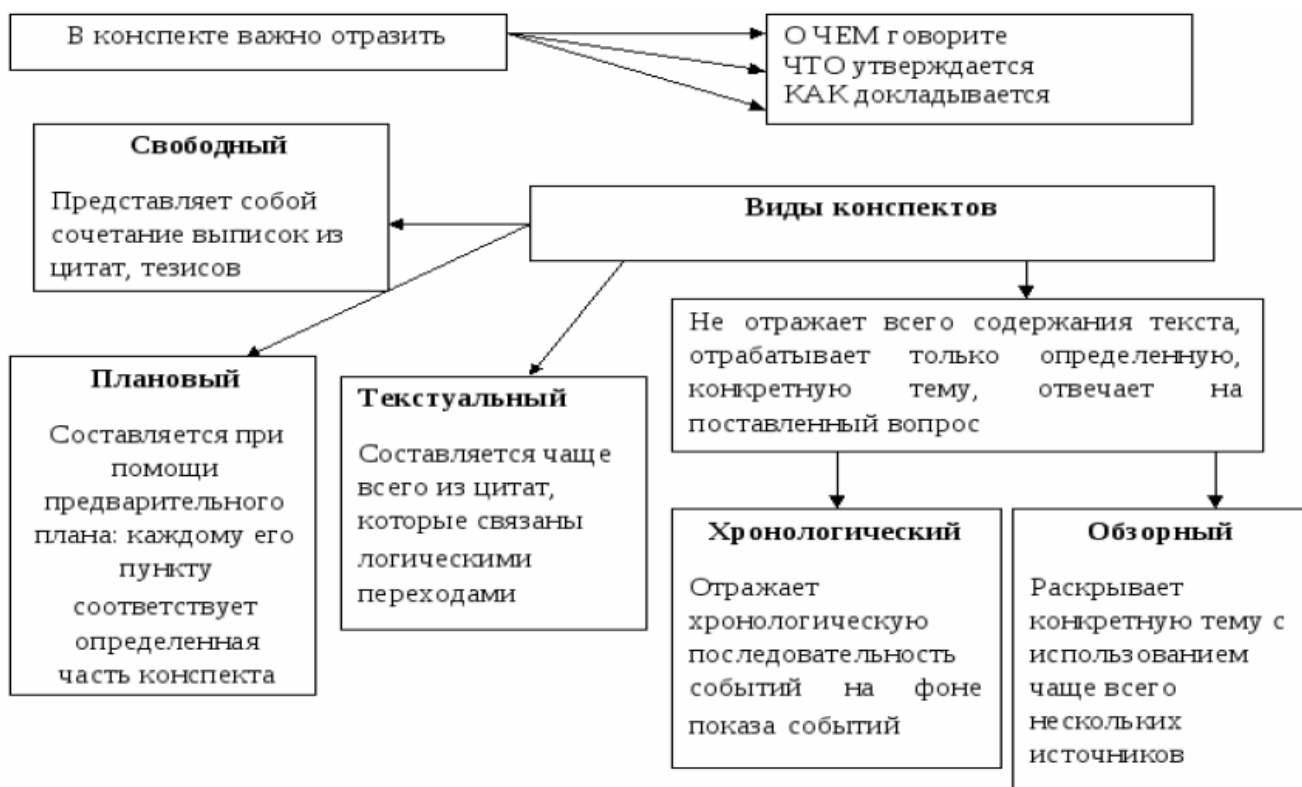 В конспекте важно отразить
О ЧЕМ говорите
ЧТО утверждается
КАК докладывается
Свободный
Представляет собой
сочетание выписок из
цитат, тезисов
Виды конспектов
Не отражает всего содержания текста,
отрабатывает только определенную,
конкретную тему, отвечает на
поставленный вопрос
Плановый
Составляется при
помощи
предварительного
плана: каждому его
пункту
соответствует
определенная
часть конспекта
Текстуальный
Составляется чаще
всего из цитат,
которые связаны
логическими
переходами
Хронологический
Отражает
хронологическую
последовательность
событий на фоне
показа событий
Обзорный
Раскрывает
конкретную тему с
использованием
чаще всего
нескольких
источников